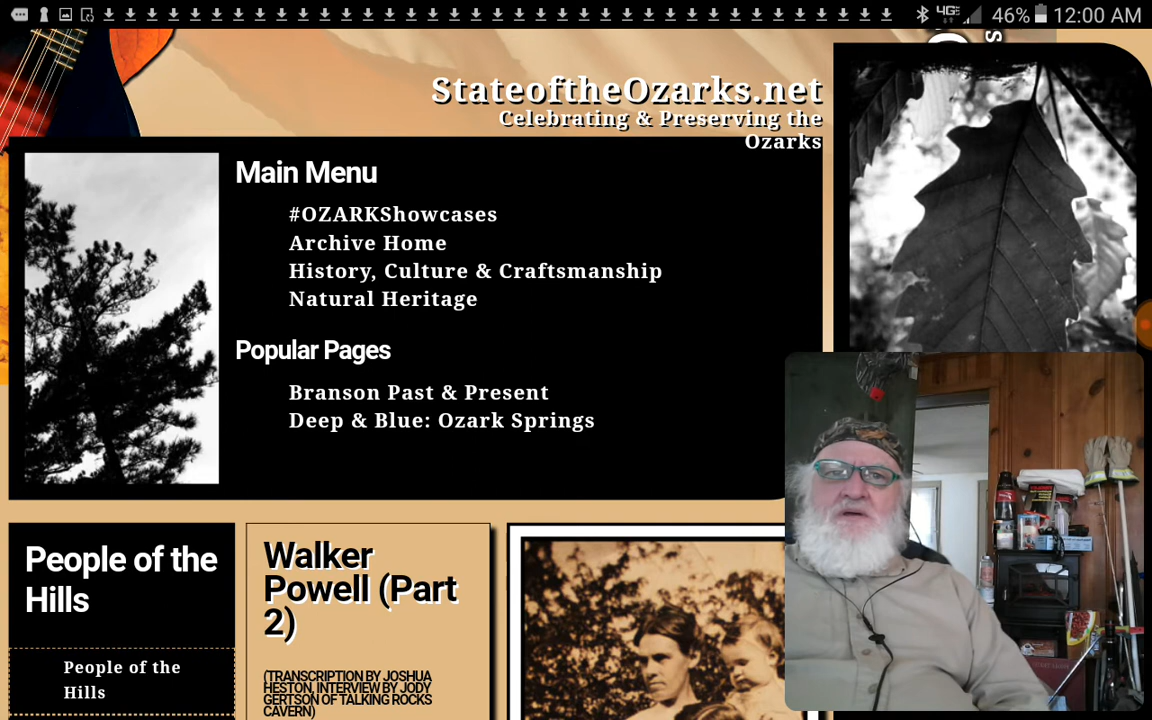 4G
46%
12:00 AM
s
StateoftheOzarks.net
Celebrating & Preserving the
Ozarks
Main Menu
#OZARKShowcases
Archive Home
History, Culture & Craftsmanship
Natural Heritage
Popular Pages
Branson Past & Present
Deep & Blue: Ozark Springs
People of the
Hills
People of the
Hills
Walker
Powell (Part
2)
(TRANSCRIPTION BY JOSHUA
HESTON, INTERVIEW BY JODY
GERTSON OF TALKING ROCKS
CAVERN)